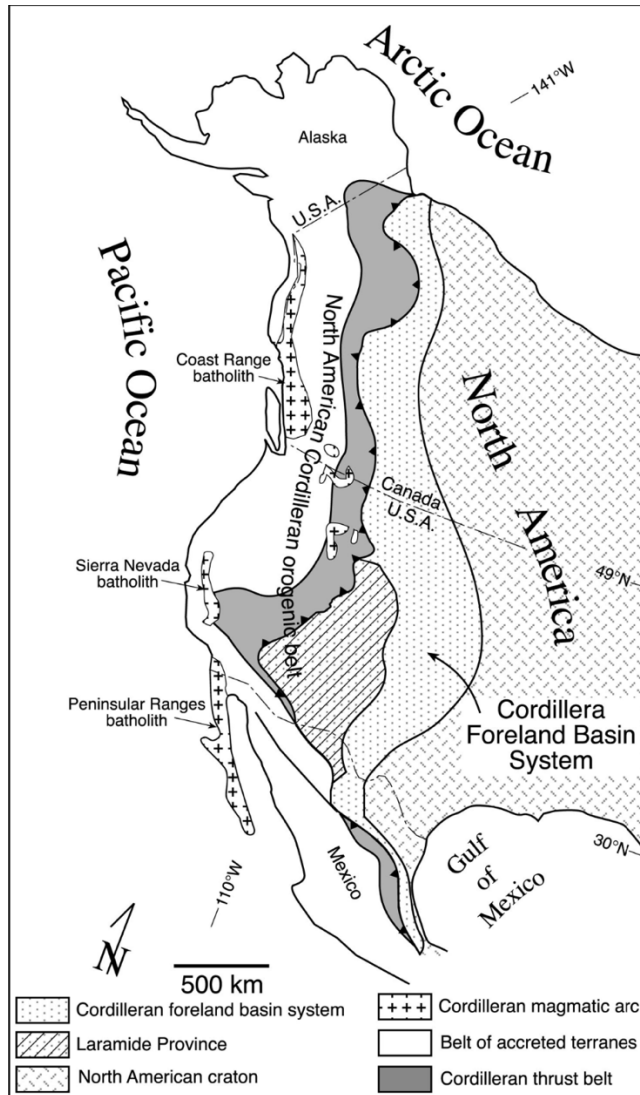 Arctic Ocean
141°W
Alaska
U.S.A.
Pacific Ocean
North American Cordilleran orogenic belt
Coast Range
batholith
North America
Canada
U.S.A.
49°N
Sierra Nevada
batholith
Peninsular Ranges
batholith
Cordillera
Foreland Basin
System
30°N
Gulf
of
Mexico
Mexico
110°W
N
500 km
Cordilleran foreland basin system
Laramide Province
North American craton
Cordilleran magmatic arc
Belt of accreted terranes
Cordilleran thrust belt